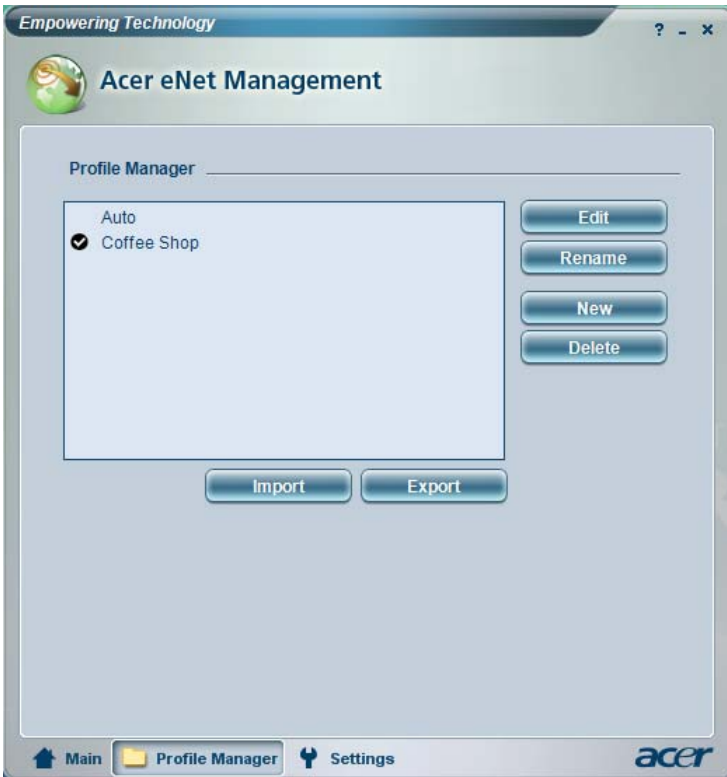 Empowering Technology
? - ×
Acer eNet Management
Profile Manager
Auto
Coffee Shop
Edit
Rename
New
Delete
Import
Export
Main
Profile Manager
Settings
acer